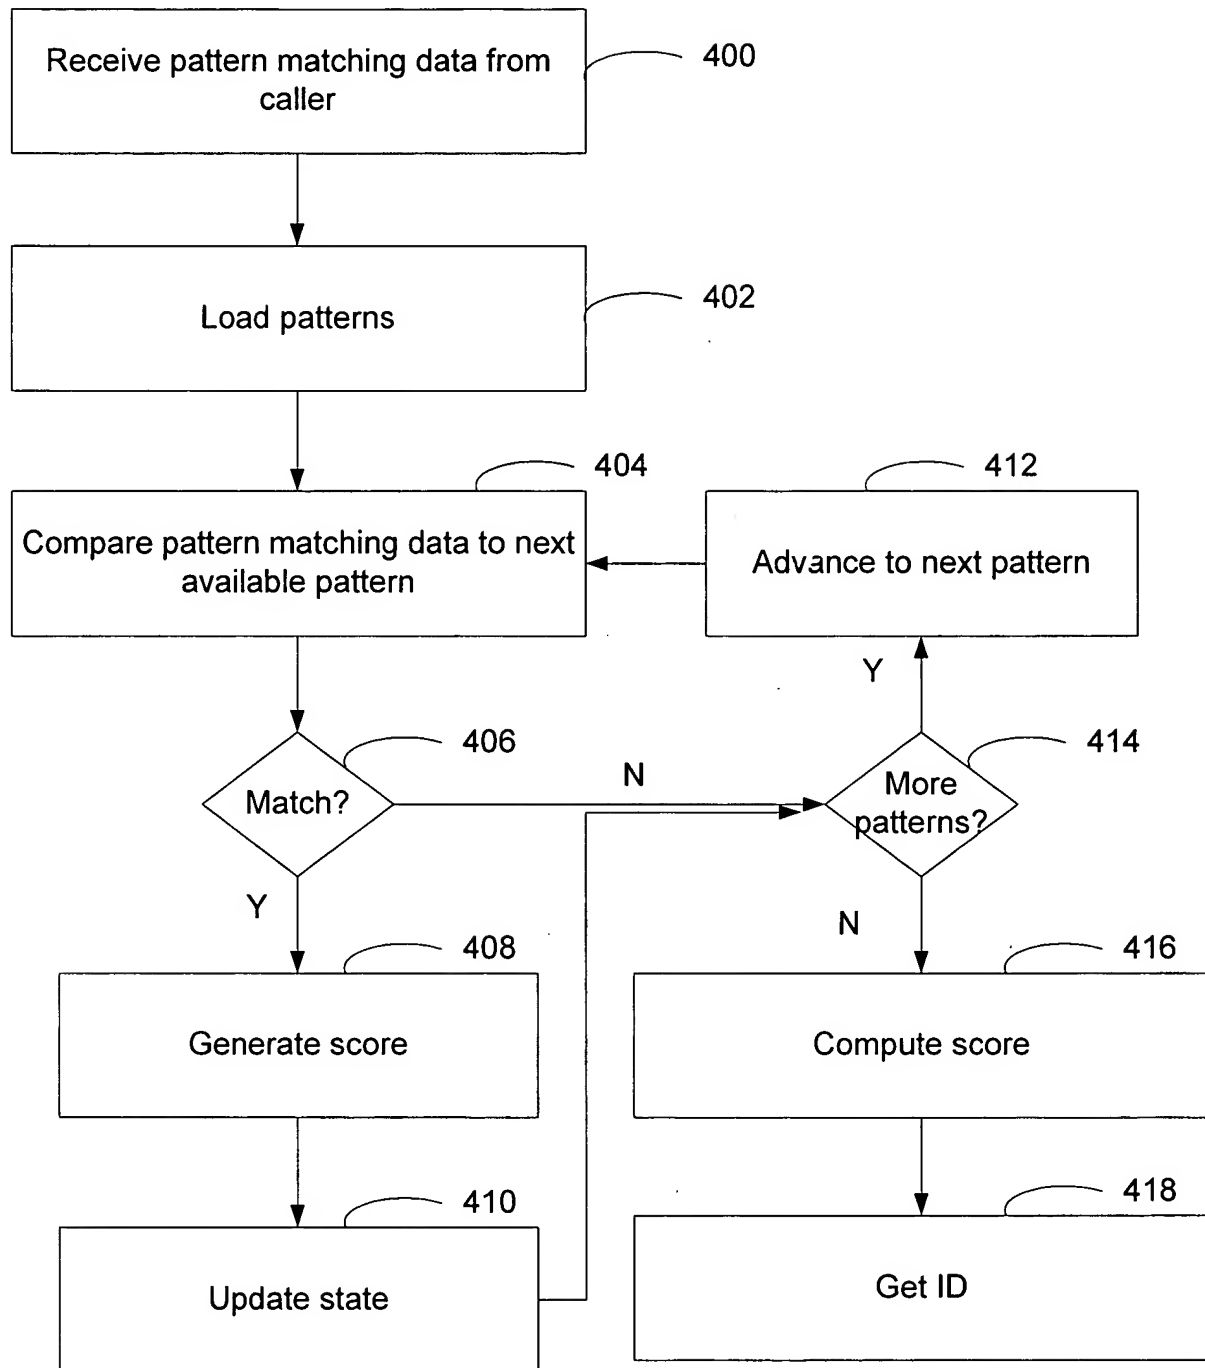 Receive pattern matching data from
caller
400
Load patterns
402
404
Compare pattern matching data to next
available pattern
412
Advance to next pattern
Y
406
Match?
N
414
More
patterns?
Y
N
408
Generate score
416
Compute score
410
Update state
418
Get ID